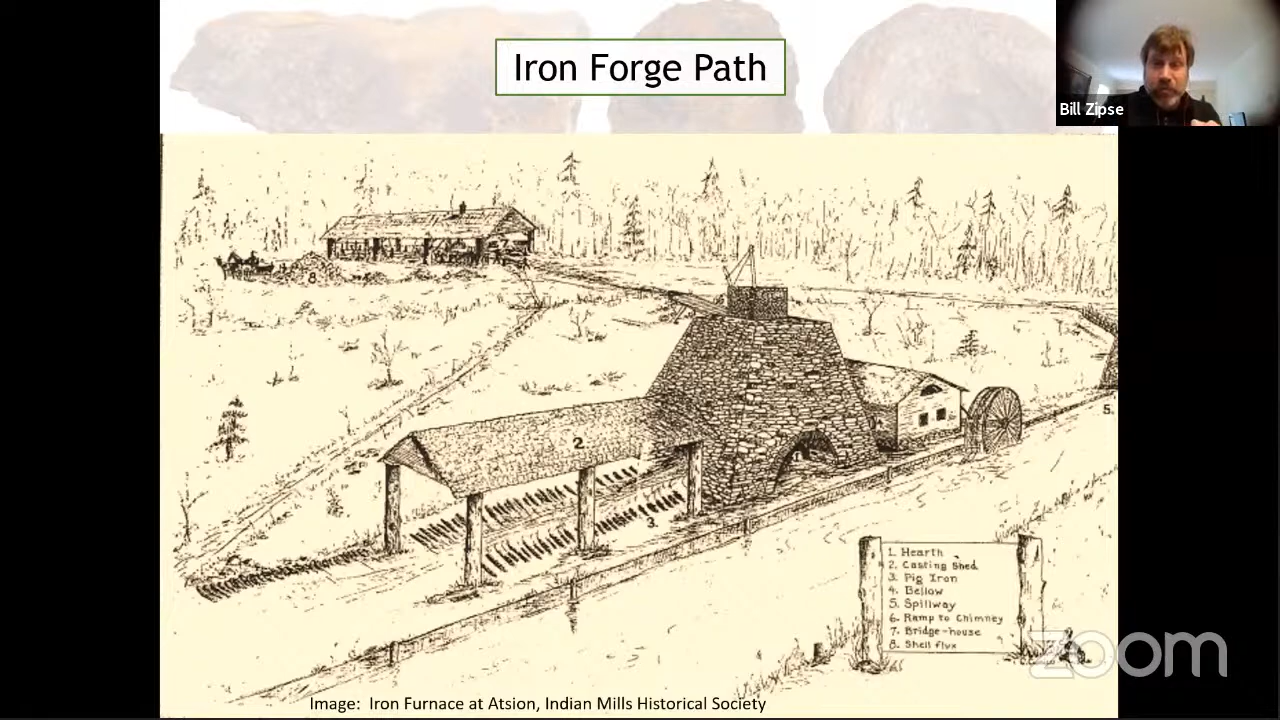 Iron Forge Path
Bill Zipse
8
2.
3.
5.
1. Hearth
2. Casting Shed
3. Pig Iron
4. Bellow
5. Spillway
6. Ramp to Chimney
7. Bridge-house
8. Shell flux
zoom
Image: Iron Furnace at Atsion, Indian Mills Historical Society